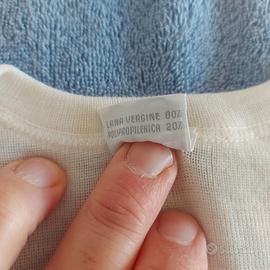 LANA VERGINE 80%
POLIPROPILENICA 20%